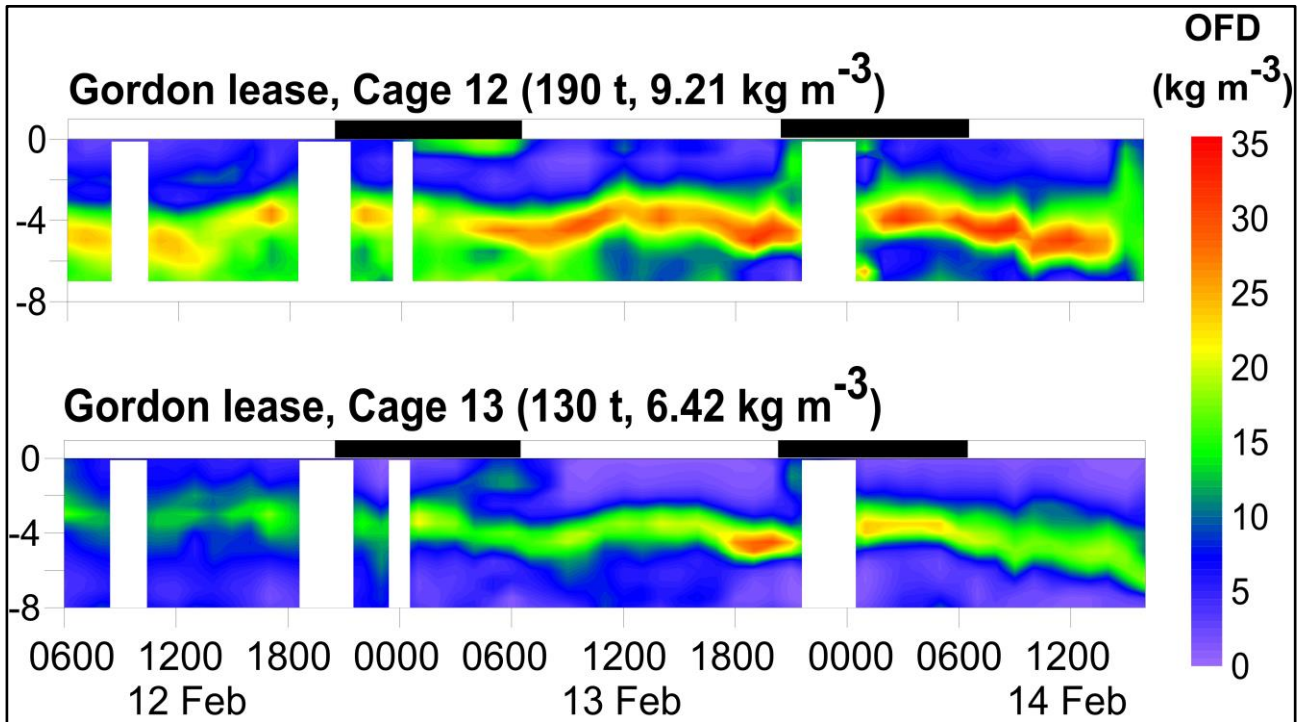 OFD
(kg m-3)
Gordon lease, Cage 12 (190 t, 9.21 kg m-3)
0
-4
-8
35
30
25
20
15
10
5
0
Gordon lease, Cage 13 (130 t, 6.42 kg m-3)
0
-4
-8
0600 1200 1800 0000 0600 1200 1800 0000 0600 1200
12 Feb 13 Feb 14 Feb